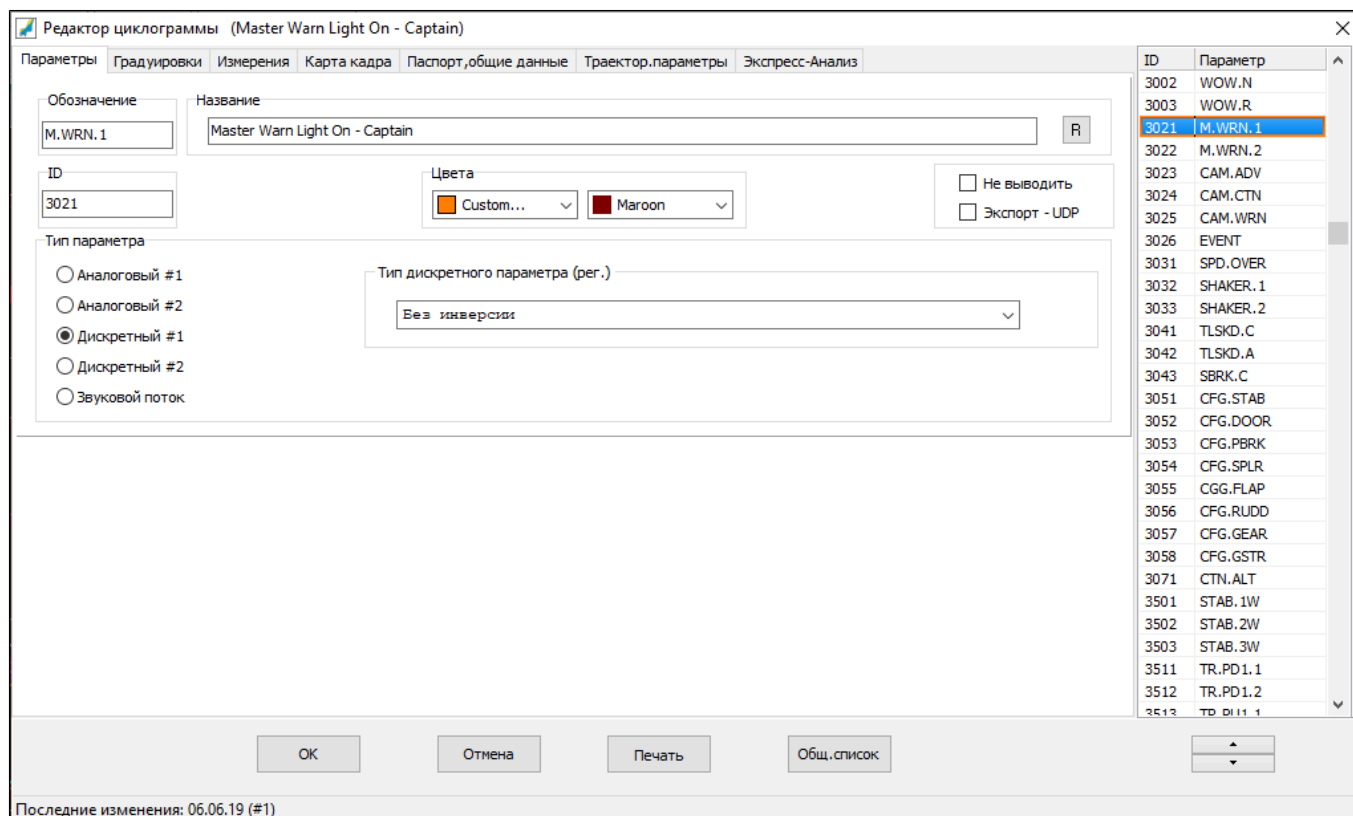 Редактор циклограммы (Master Warn Light On - Captain)
Параметры Градуировки Измерения Карта кадра Паспорт,общие данные Траектор.параметры Экспресс-Анализ
Обозначение Название
M.WRN.1 Master Warn Light On - Captain R
ID Цвета
3021 Custom... Maroon
Не выводить
Экспорт - UDP
Тип параметра
Аналоговый #1
Аналоговый #2
Дискретный #1
Дискретный #2
Звуковой поток
Тип дискретного параметра (рег.)
Без инверсии
ID Параметр
3002 WOW.N
3003 WOW.R
3021 M.WRN.1
3022 M.WRN.2
3023 CAM.ADV
3024 CAM.CTN
3025 CAM.WRN
3026 EVENT
3031 SPD.OVER
3032 SHAKER.1
3033 SHAKER.2
3041 TLSKD.C
3042 TLSKD.A
3043 SBRK.C
3051 CFG.STAB
3052 CFG.DOOR
3053 CFG.PBRK
3054 CFG.SPLR
3055 CGG.FLAP
3056 CFG.RUDD
3057 CFG.GEAR
3058 CFG.GSTR
3071 CTN.ALT
3501 STAB.1W
3502 STAB.2W
3503 STAB.3W
3511 TR.PD1.1
3512 TR.PD1.2
3513 TR.PU1.1
OK Отмена Печать Общ.список
Последние изменения: 06.06.19 (#1)